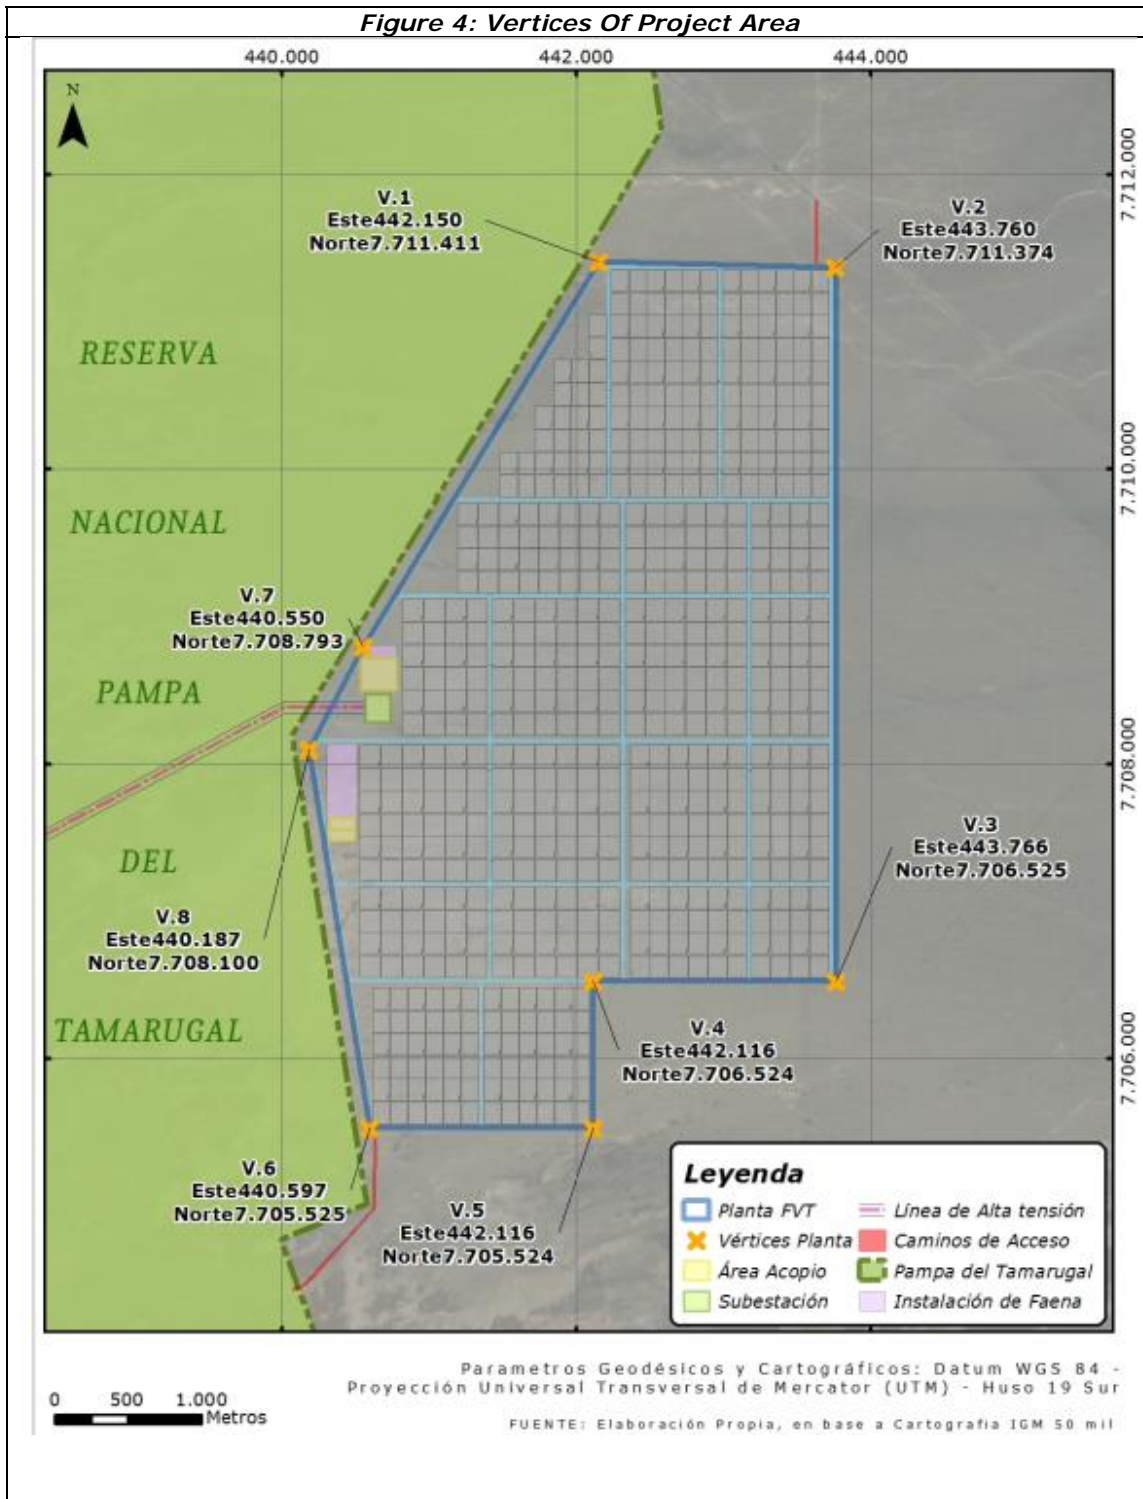 Figure 4: Vertices Of Project Area
440.000
442.000
444.000
N
7.712.000
V.1
Este442.150
Norte7.711.411
V.2
Este443.760
Norte7.711.374
RESERVA
7.710.000
NACIONAL
V.7
Este440.550
Norte7.708.793
PAMPA
7.708.000
V.3
Este443.766
Norte7.706.525
DEL
V.8
Este440.187
Norte7.708.100
TAMARUGAL
V.4
Este442.116
Norte7.706.524
7.706.000
V.6
Este440.597
Norte7.705.525
V.5
Este442.116
Norte7.705.524
Leyenda
Planta FVT
Línea de Alta tensión
Vértices Planta
Caminos de Acceso
Área Acopio
Pampa del Tamarugal
Subestación
Instalación de Faena
Parametros Geodésicos y Cartográficos: Datum WGS 84 -
Proyección Universal Transversal de Mercator (UTM) - Huso 19 Sur
0 500 1.000
Metros
FUENTE: Elaboración Propia, en base a Cartografia IGM 50 mil